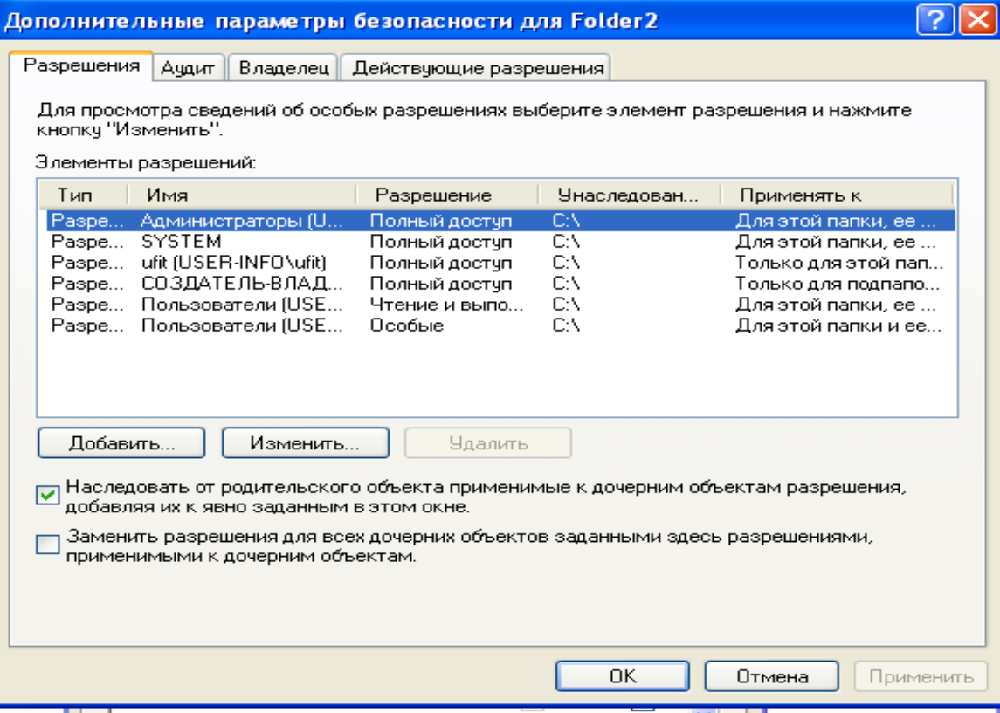 Дополнительные параметры безопасности для Folder2
Разрешения Аудит Владелец Действующие разрешения
Для просмотра сведений об особых разрешениях выберите элемент разрешения и нажмите
кнопку "Изменить".
Элементы разрешений:
Тип Имя Разрешение Унаследован... Применять к
Разре... Администраторы (U... Полный доступ C:\ Для этой папки, ее ...
Разре... SYSTEM Полный доступ C:\ Для этой папки, ее ...
Разре... ufit (USER-INFO\ufit) Полный доступ C:\ Только для этой пап...
Разре... СОЗДАТЕЛЬ-ВЛАД... Полный доступ C:\ Только для подпапо...
Разре... Пользователи (USE... Чтение и выпо... C:\ Для этой папки, ее ...
Разре... Пользователи (USE... Особые C:\ Для этой папки и ее...
Добавить... Изменить... Удалить
Наследовать от родительского объекта применимые к дочерним объектам разрешения,
добавляя их к явно заданным в этом окне.
Заменить разрешения для всех дочерних объектов заданными здесь разрешениями,
применимыми к дочерним объектам.
OK Отмена Применить